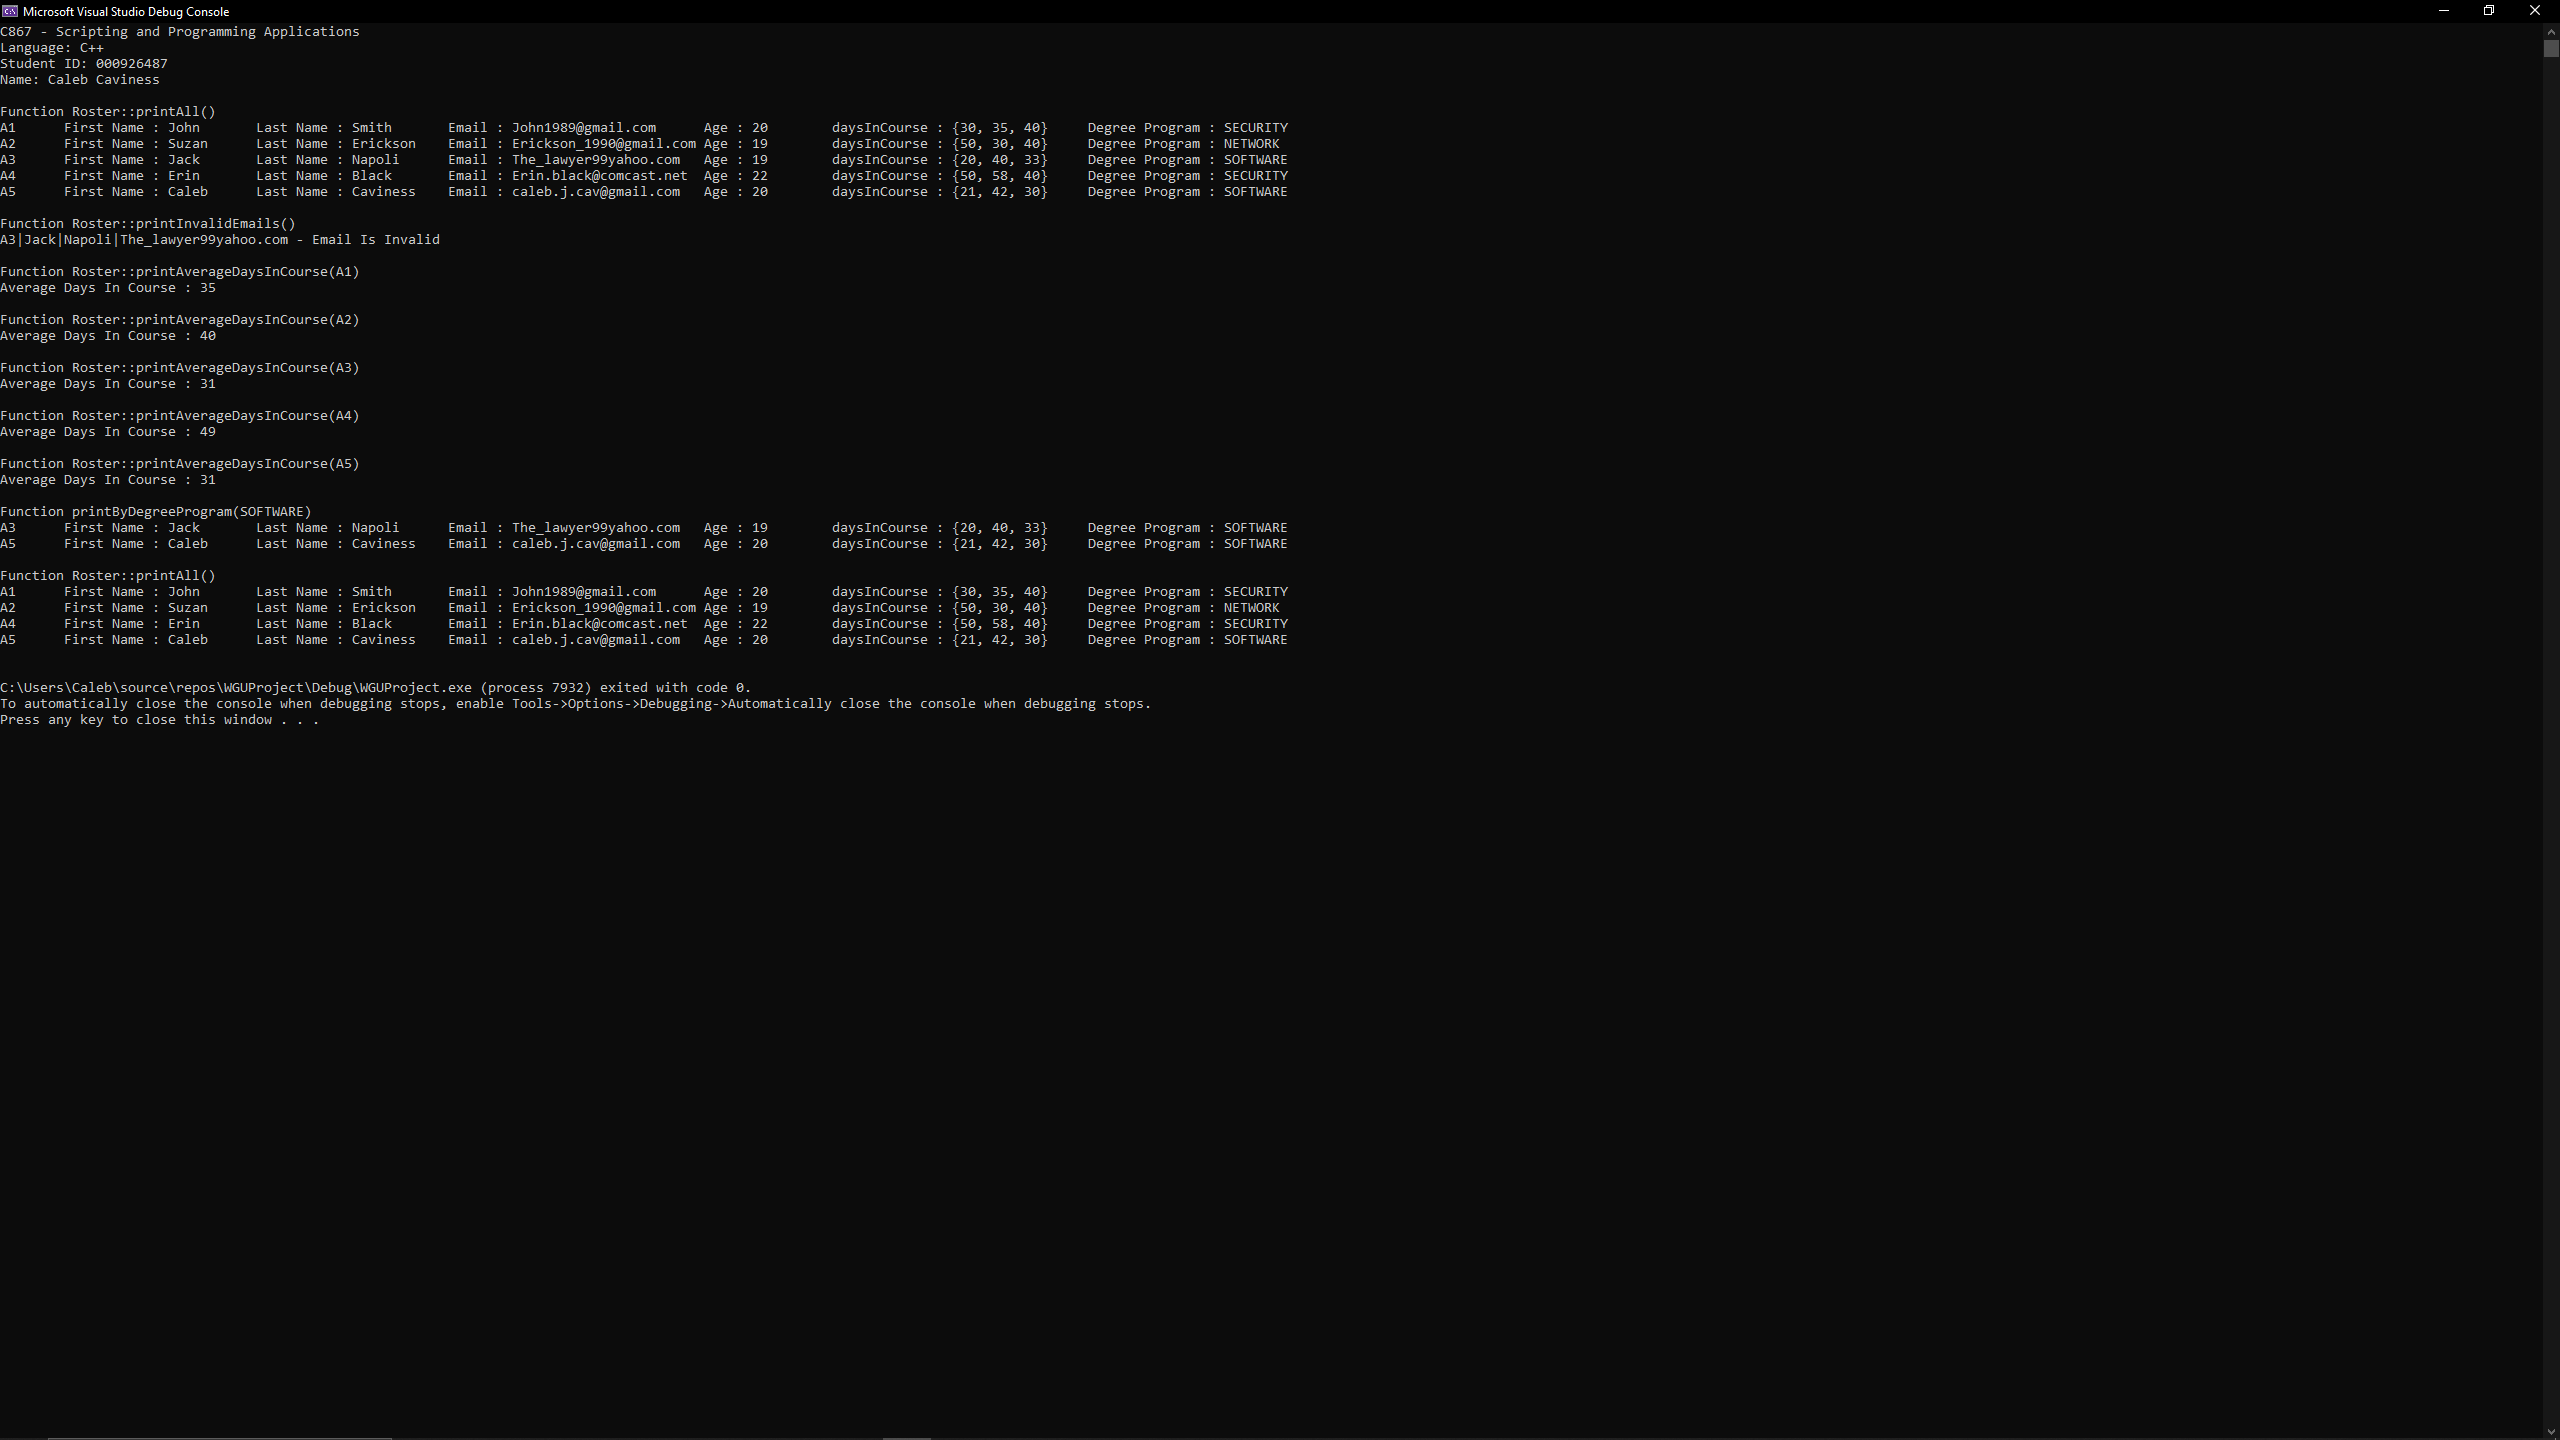 Microsoft Visual Studio Debug Console
C867 - Scripting and Programming Applications
Language: C++
Student ID: 000926487
Name: Caleb Caviness
Function Roster::printAll()
A1 First Name : John Last Name : Smith Email : John1989@gmail.com Age : 20 daysInCourse : {30, 35, 40} Degree Program : SECURITY
A2 First Name : Suzan Last Name : Erickson Email : Erickson_1990@gmail.com Age : 19 daysInCourse : {50, 30, 40} Degree Program : NETWORK
A3 First Name : Jack Last Name : Napoli Email : The_lawyer99yahoo.com Age : 19 daysInCourse : {20, 40, 33} Degree Program : SOFTWARE
A4 First Name : Erin Last Name : Black Email : Erin.black@comcast.net Age : 22 daysInCourse : {50, 58, 40} Degree Program : SECURITY
A5 First Name : Caleb Last Name : Caviness Email : caleb.j.cav@gmail.com Age : 20 daysInCourse : {21, 42, 30} Degree Program : SOFTWARE
Function Roster::printInvalidEmails()
A3|Jack|Napoli|The_lawyer99yahoo.com - Email Is Invalid
Function Roster::printAverageDaysInCourse(A1)
Average Days In Course : 35
Function Roster::printAverageDaysInCourse(A2)
Average Days In Course : 40
Function Roster::printAverageDaysInCourse(A3)
Average Days In Course : 31
Function Roster::printAverageDaysInCourse(A4)
Average Days In Course : 49
Function Roster::printAverageDaysInCourse(A5)
Average Days In Course : 31
Function printByDegreeProgram(SOFTWARE)
A3 First Name : Jack Last Name : Napoli Email : The_lawyer99yahoo.com Age : 19 daysInCourse : {20, 40, 33} Degree Program : SOFTWARE
A5 First Name : Caleb Last Name : Caviness Email : caleb.j.cav@gmail.com Age : 20 daysInCourse : {21, 42, 30} Degree Program : SOFTWARE
Function Roster::printAll()
A1 First Name : John Last Name : Smith Email : John1989@gmail.com Age : 20 daysInCourse : {30, 35, 40} Degree Program : SECURITY
A2 First Name : Suzan Last Name : Erickson Email : Erickson_1990@gmail.com Age : 19 daysInCourse : {50, 30, 40} Degree Program : NETWORK
A4 First Name : Erin Last Name : Black Email : Erin.black@comcast.net Age : 22 daysInCourse : {50, 58, 40} Degree Program : SECURITY
A5 First Name : Caleb Last Name : Caviness Email : caleb.j.cav@gmail.com Age : 20 daysInCourse : {21, 42, 30} Degree Program : SOFTWARE
C:\Users\Caleb\source\repos\WGUProject\Debug\WGUProject.exe (process 7932) exited with code 0.
To automatically close the console when debugging stops, enable Tools->Options->Debugging->Automatically close the console when debugging stops.
Press any key to close this window . . .